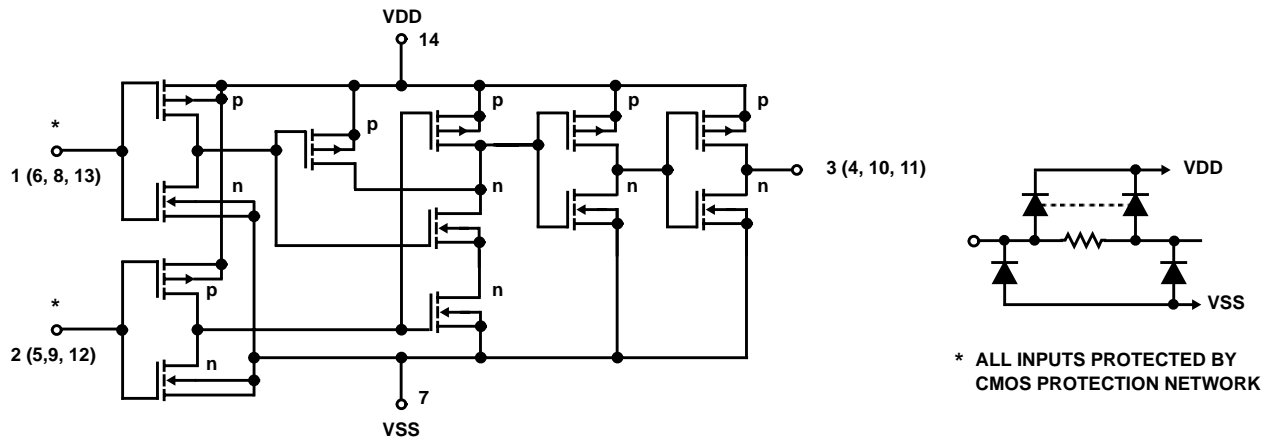 VDD
14
p
p
p
p
p
*
1 (6, 8, 13)
n
n
n
n
3 (4, 10, 11)
VDD
*
2 (5,9, 12)
p
n
n
VSS
7
VSS
* ALL INPUTS PROTECTED BY
CMOS PROTECTION NETWORK